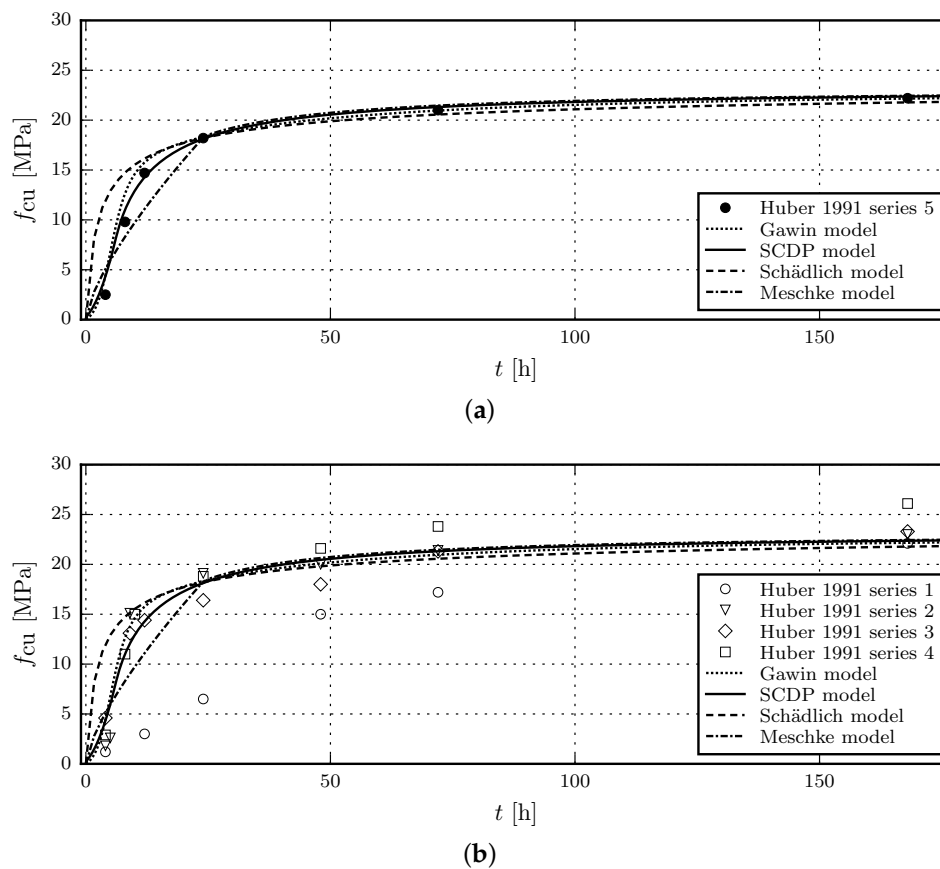 30
25
20
15
10
5
0
f_cu [MPa]
Huber 1991 series 5
Gawin model
SCDP model
Schädlich model
Meschke model
0 50 100 150
t [h]
(a)
30
25
20
15
10
5
0
f_cu [MPa]
Huber 1991 series 1
Huber 1991 series 2
Huber 1991 series 3
Huber 1991 series 4
Gawin model
SCDP model
Schädlich model
Meschke model
0 50 100 150
t [h]
(b)